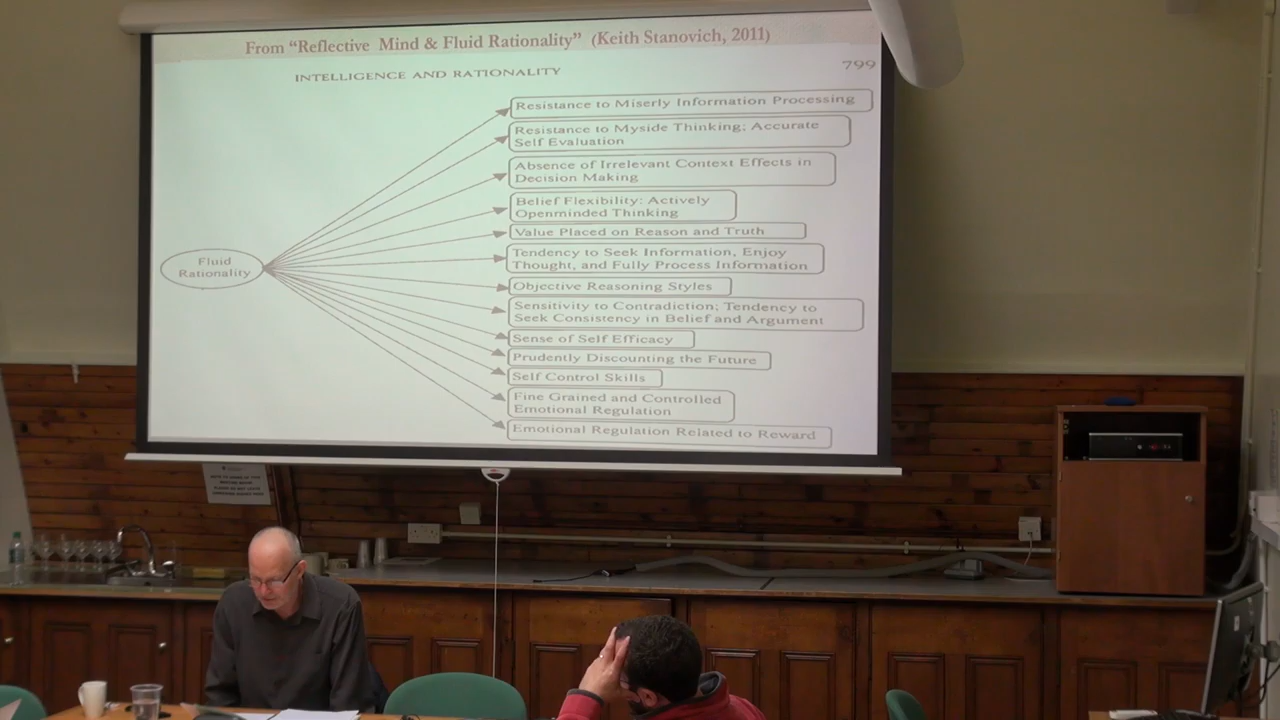 From “Reflective Mind & Fluid Rationality” (Keith Stanovich, 2011)
INTELLIGENCE AND RATIONALITY
799
Resistance to Miserly Information Processing
Resistance to Myside Thinking; Accurate
Self Evaluation
Absence of Irrelevant Context Effects in
Decision Making
Belief Flexibility: Actively
Openminded Thinking
Value Placed on Reason and Truth
Fluid
Rationality
Tendency to Seek Information, Enjoy
Thought, and Fully Process Information
Objective Reasoning Styles
Sensitivity to Contradiction; Tendency to
Seek Consistency in Belief and Argument
Sense of Self Efficacy
Prudently Discounting the Future
Self Control Skills
Fine Grained and Controlled
Emotional Regulation
Emotional Regulation Related to Reward